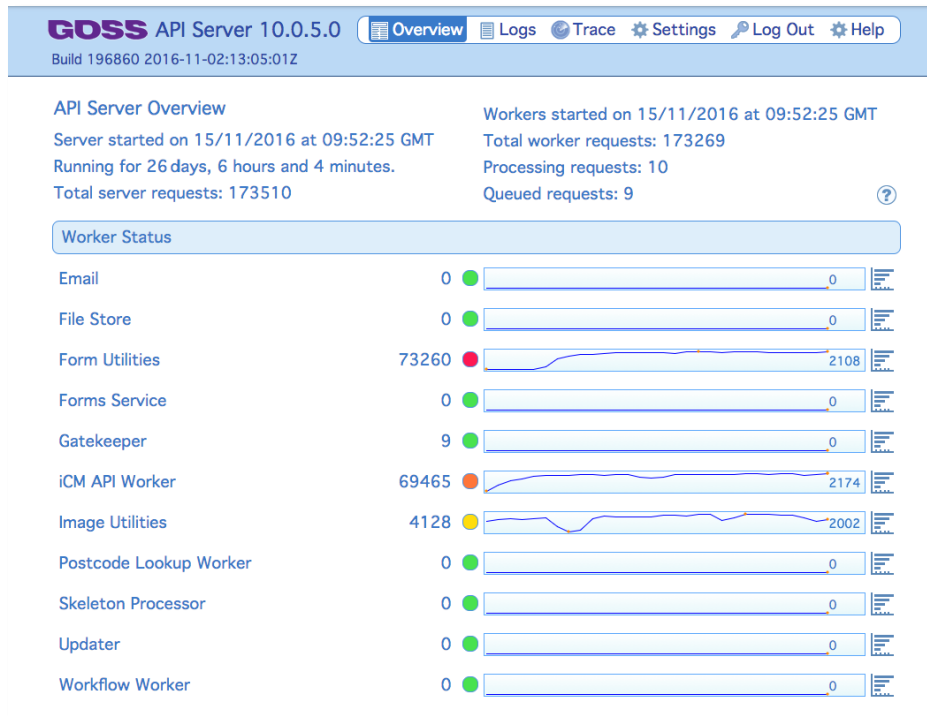 GOSS API Server 10.0.5.0
Overview Logs Trace Settings Log Out Help
Build 196860 2016-11-02:13:05:01Z
API Server Overview
Server started on 15/11/2016 at 09:52:25 GMT
Running for 26 days, 6 hours and 4 minutes.
Total server requests: 173510
Workers started on 15/11/2016 at 09:52:25 GMT
Total worker requests: 173269
Processing requests: 10
Queued requests: 9
?
Worker Status
Email 0 0
File Store 0 0
Form Utilities 73260 2108
Forms Service 0 0
Gatekeeper 9 0
iCM API Worker 69465 2174
Image Utilities 4128 2002
Postcode Lookup Worker 0 0
Skeleton Processor 0 0
Updater 0 0
Workflow Worker 0 0